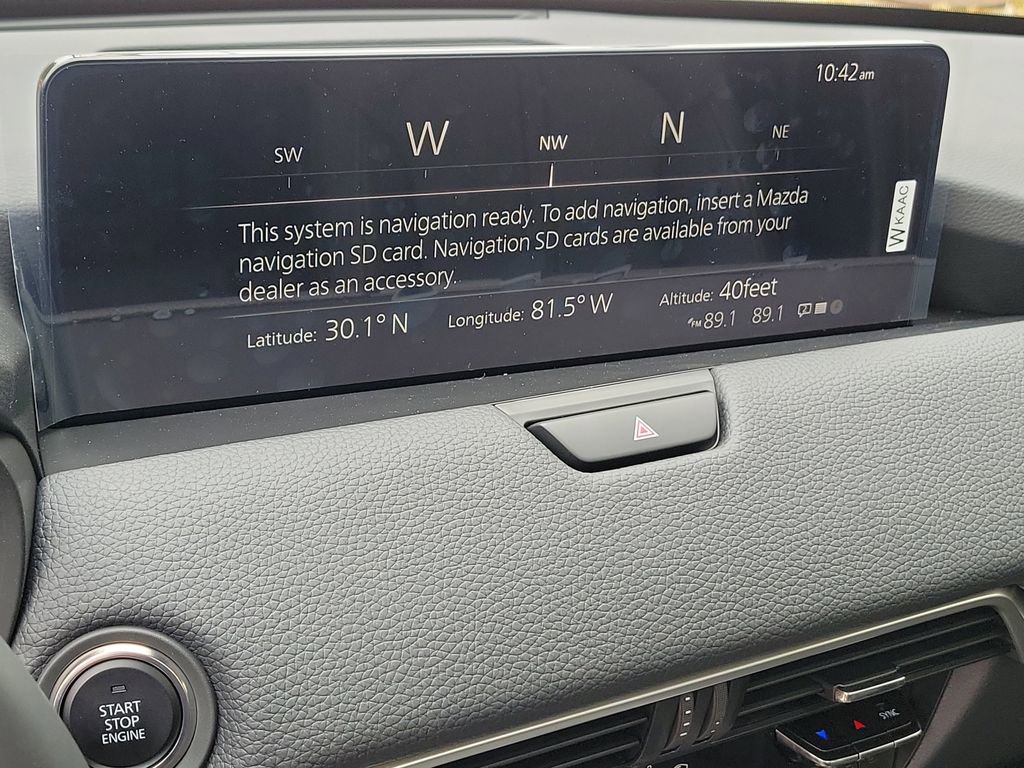 10:42am
SW W NW N NE
This system is navigation ready. To add navigation, insert a Mazda
navigation SD card. Navigation SD cards are available from your
dealer as an accessory.
WKAAC
Latitude: 30.1° N Longitude: 81.5° W Altitude: 40feet
FM 89.1 89.1
START
STOP
ENGINE
SYNC